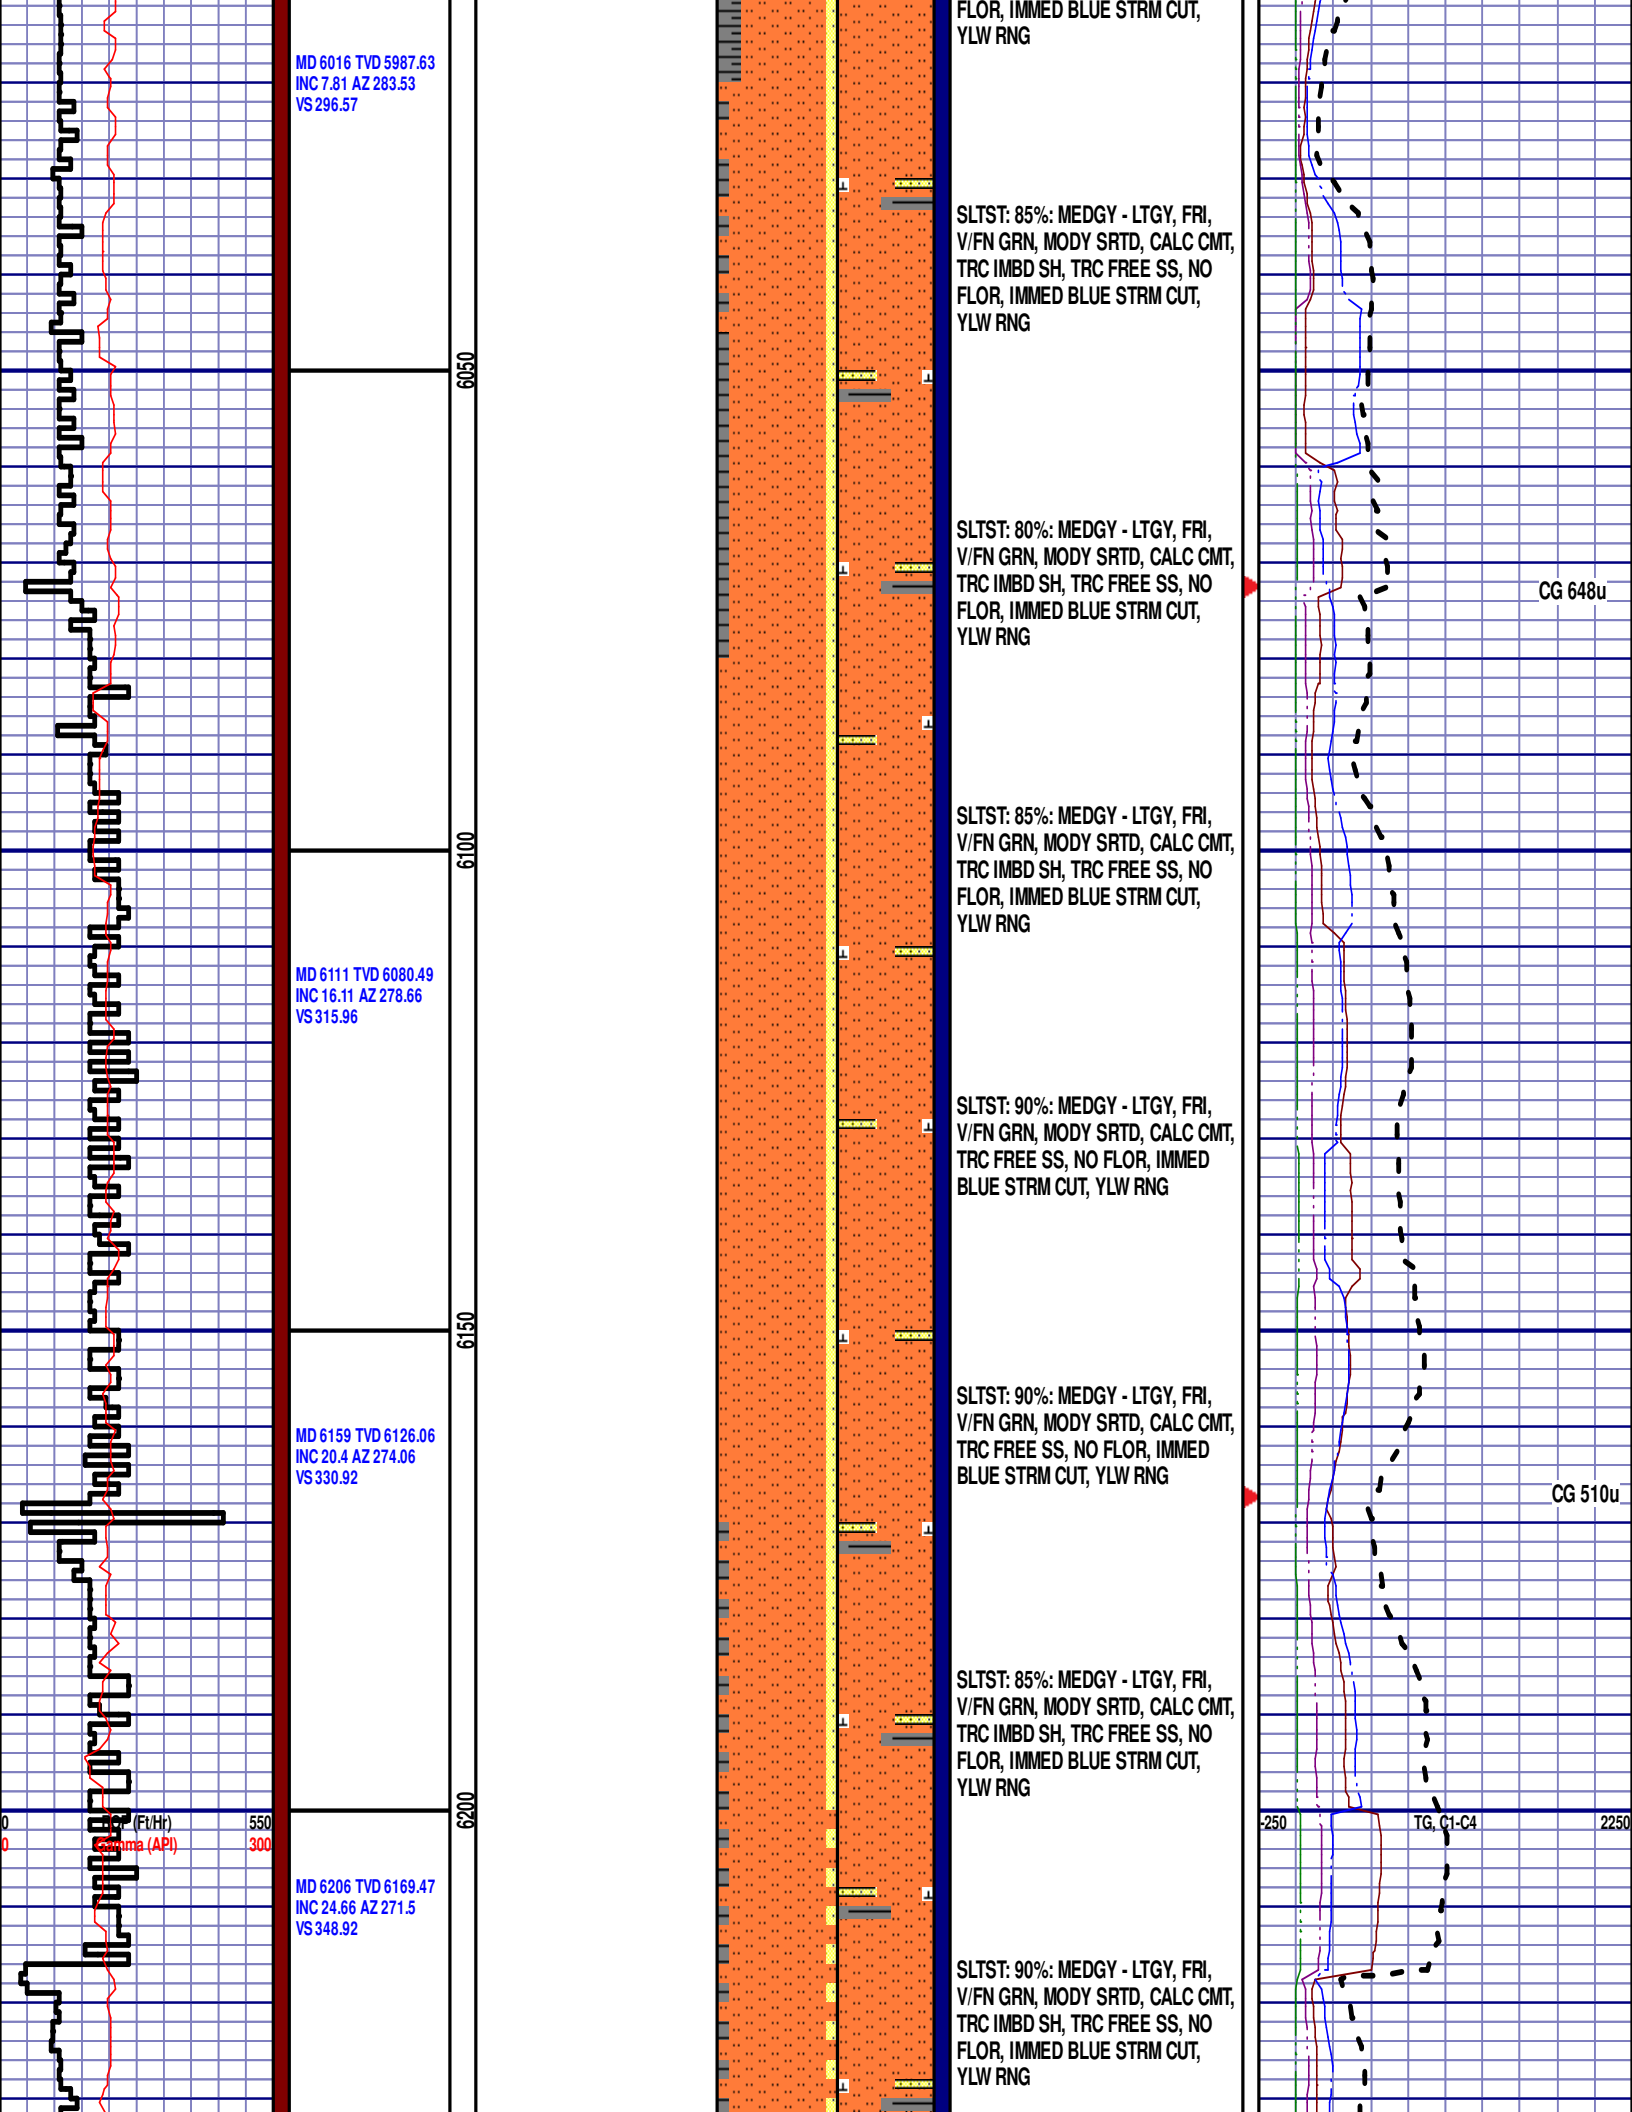 FLOR, IMMED BLUE STRM CUT,
YLW RNG
MD 6016 TVD 5987.63
INC 7.81 AZ 283.53
VS 296.57
SLTST: 85%: MEDGY - LTGY, FRI,
V/FN GRN, MODY SRTD, CALC CMT,
TRC IMBD SH, TRC FREE SS, NO
FLOR, IMMED BLUE STRM CUT,
YLW RNG
6050
SLTST: 80%: MEDGY - LTGY, FRI,
V/FN GRN, MODY SRTD, CALC CMT,
TRC IMBD SH, TRC FREE SS, NO
FLOR, IMMED BLUE STRM CUT,
YLW RNG
CG 648u
SLTST: 85%: MEDGY - LTGY, FRI,
V/FN GRN, MODY SRTD, CALC CMT,
TRC IMBD SH, TRC FREE SS, NO
FLOR, IMMED BLUE STRM CUT,
YLW RNG
6100
MD 6111 TVD 6080.49
INC 16.11 AZ 278.66
VS 315.96
SLTST: 90%: MEDGY - LTGY, FRI,
V/FN GRN, MODY SRTD, CALC CMT,
TRC FREE SS, NO FLOR, IMMED
BLUE STRM CUT, YLW RNG
6150
SLTST: 90%: MEDGY - LTGY, FRI,
V/FN GRN, MODY SRTD, CALC CMT,
TRC FREE SS, NO FLOR, IMMED
BLUE STRM CUT, YLW RNG
MD 6159 TVD 6126.06
INC 20.4 AZ 274.06
VS 330.92
CG 510u
SLTST: 85%: MEDGY - LTGY, FRI,
V/FN GRN, MODY SRTD, CALC CMT,
TRC IMBD SH, TRC FREE SS, NO
FLOR, IMMED BLUE STRM CUT,
YLW RNG
6200
0 ROP (Ft/Hr) 550
0 Gamma (API) 300
-250 TG, C1-C4 2250
MD 6206 TVD 6169.47
INC 24.66 AZ 271.5
VS 348.92
SLTST: 90%: MEDGY - LTGY, FRI,
V/FN GRN, MODY SRTD, CALC CMT,
TRC IMBD SH, TRC FREE SS, NO
FLOR, IMMED BLUE STRM CUT,
YLW RNG